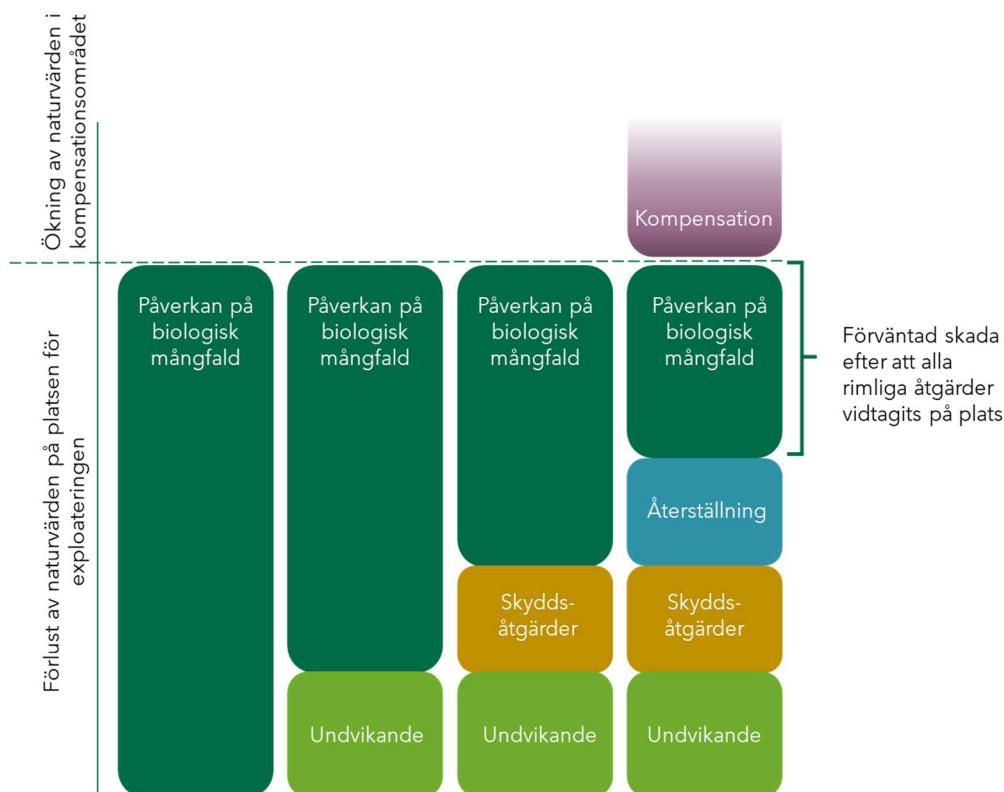 Ökning av naturvärden i
kompensationsområdet
Kompensation
Förlust av naturvärden på platsen för
exploateringen
Påverkan på
biologisk
mångfald
Påverkan på
biologisk
mångfald
Påverkan på
biologisk
mångfald
Påverkan på
biologisk
mångfald
Förväntad skada
efter att alla
rimliga åtgärder
vidtagits på plats
Återställning
Skydds-
åtgärder
Skydds-
åtgärder
Undvikande
Undvikande
Undvikande